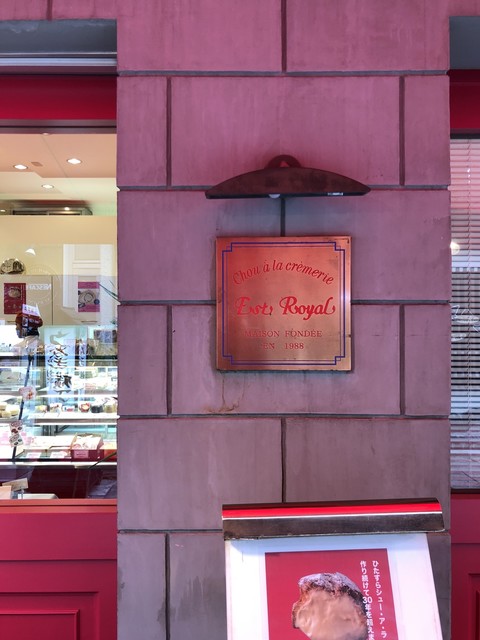 Chou à la crèmerie
Est Royal
MAISON FONDÉE
EN 1988
ひたすらシュー・ア・ラ
作り続けて30年を超え